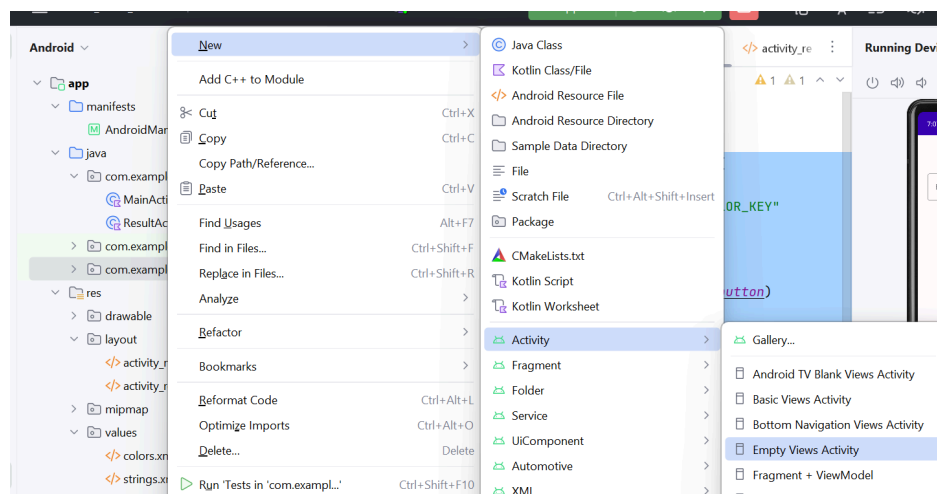 Android
app
manifests
AndroidMar
java
com.exampl
MainActi
ResultAc
com.exampl
com.exampl
res
drawable
layout
activity_r
activity_r
mipmap
values
colors.xm
strings.x
New
Add C++ to Module
Cut Ctrl+X
Copy Ctrl+C
Copy Path/Reference...
Paste Ctrl+V
Find Usages Alt+F7
Find in Files... Ctrl+Shift+F
Replace in Files... Ctrl+Shift+R
Analyze
Refactor
Bookmarks
Reformat Code Ctrl+Alt+L
Optimize Imports Ctrl+Alt+O
Delete... Delete
Run 'Tests in 'com.exampl...' Ctrl+Shift+F10
Java Class
Kotlin Class/File
Android Resource File
Android Resource Directory
Sample Data Directory
File
Scratch File Ctrl+Alt+Shift+Insert
Package
CMakeLists.txt
Kotlin Script
Kotlin Worksheet
Activity
Fragment
Folder
Service
UiComponent
Automotive
XML
activity_re
1 1
OR_KEY"
button)
Running Devi
7:0
Gallery...
Android TV Blank Views Activity
Basic Views Activity
Bottom Navigation Views Activity
Empty Views Activity
Fragment + ViewModel